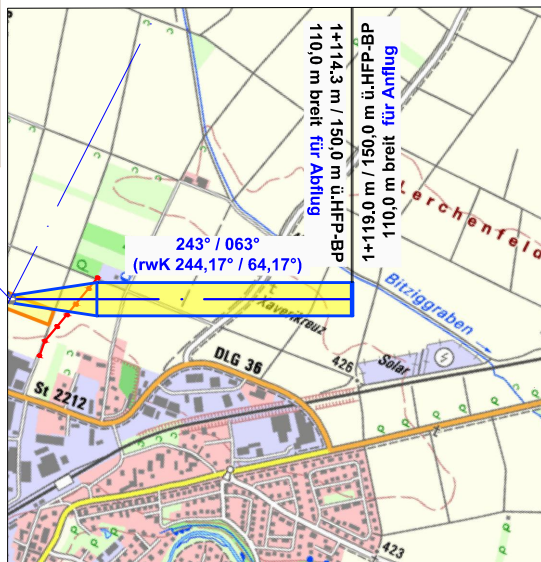 1+119.0 m / 150,0 m ü.HFP-BP
110,0 m breit für Anflug
1+114.3 m / 150,0 m ü.HFP-BP
110,0 m breit für Abflug
Lerchenfeld
243° / 063°
(rwK 244,17° / 64,17°)
Bitziggraben
Xaverikreuz
DLG 36
426
Solar
St 2212
423